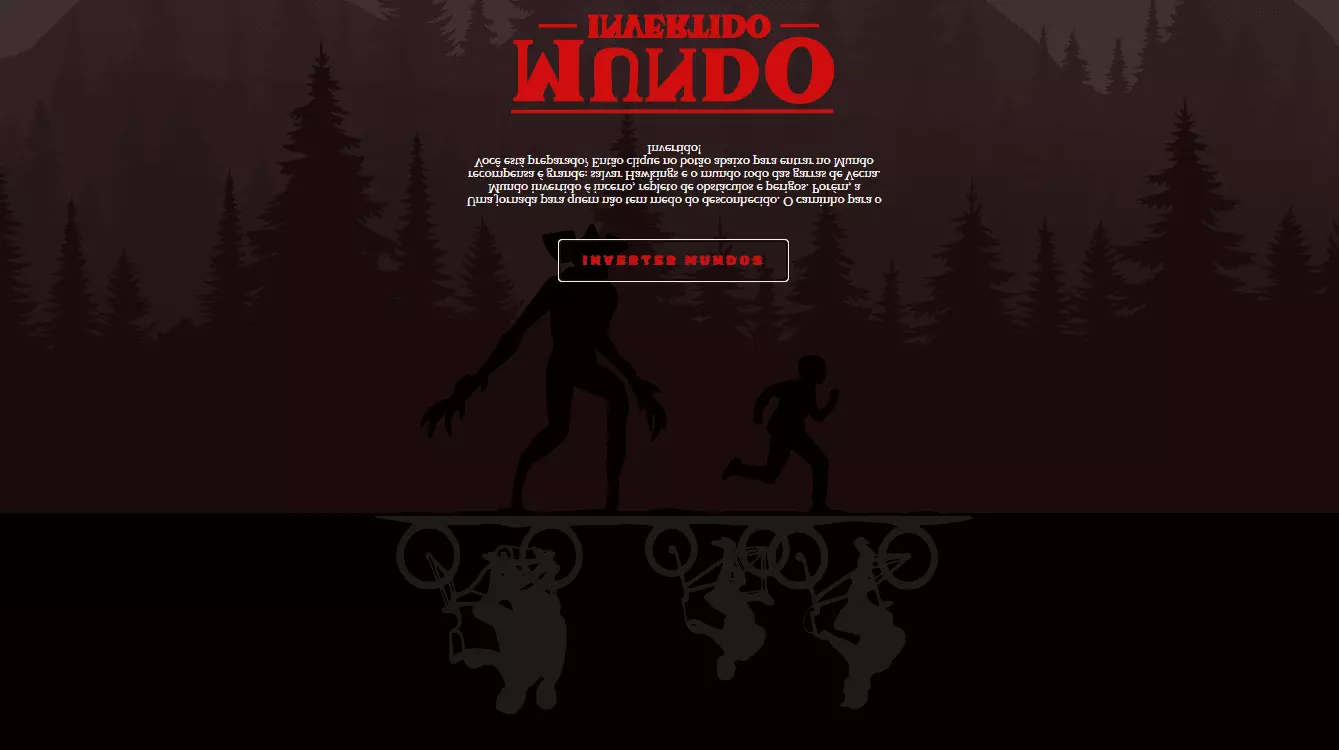 MUNDO
INVERTIDO
Uma jornada para quem não tem medo do desconhecido. O caminho para o
Mundo invertido é incerto, repleto de obstáculos e perigos. Porém, a
recompensa é grande: salvar Hawkings e o mundo todo das garras de Vecna.
Você está preparado? Então clique no botão abaixo para entrar no Mundo
Invertido!
INVERTER MUNDOS